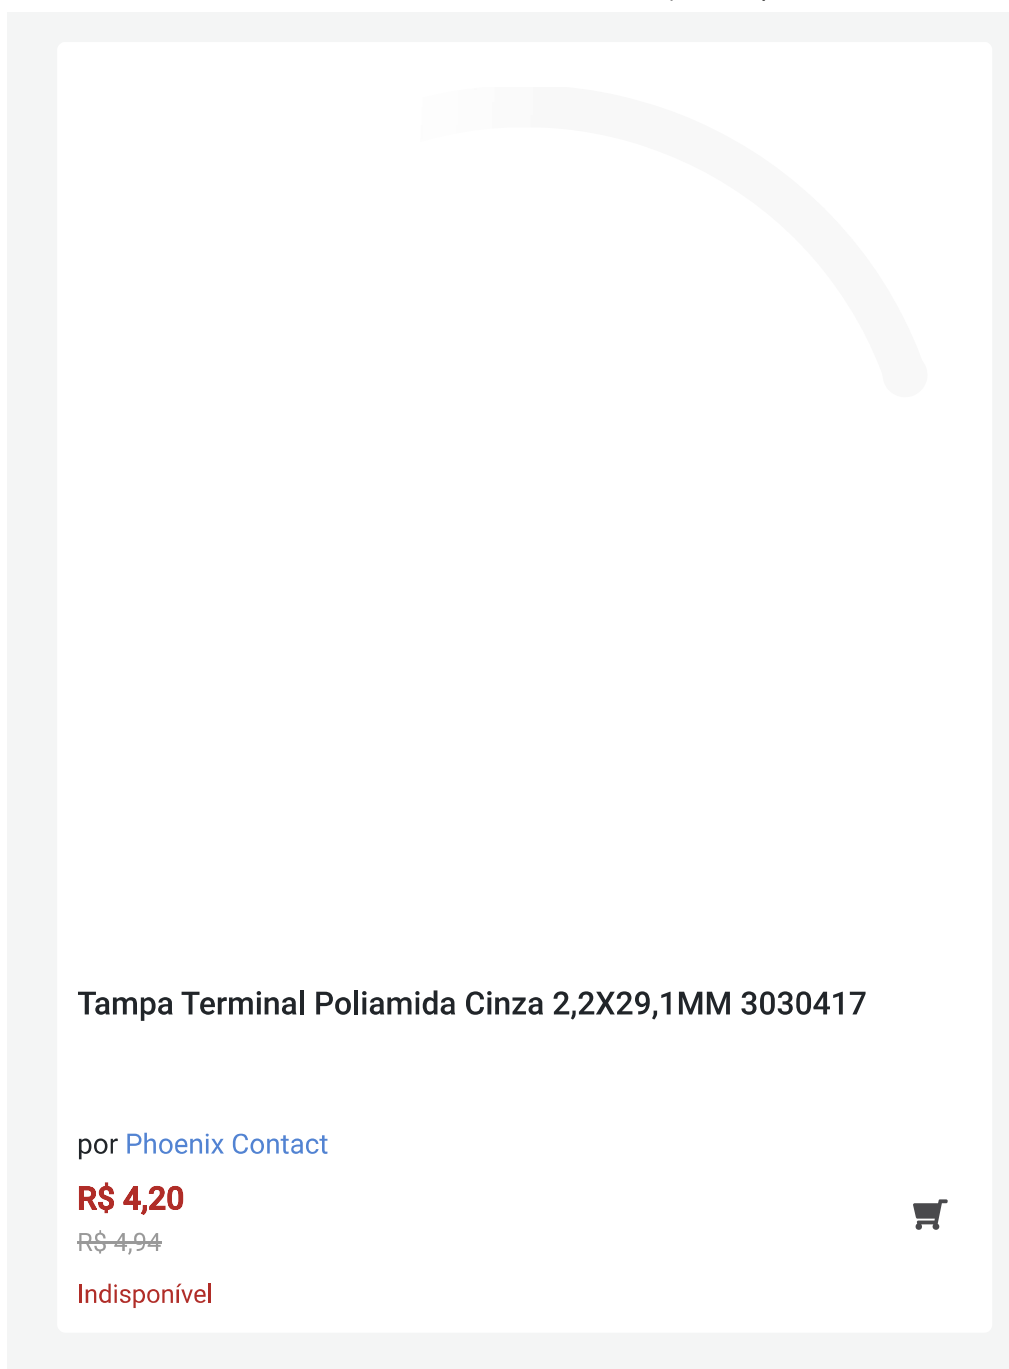 Tampa Terminal Poliamida Cinza 2,2X29,1MM 3030417
por Phoenix Contact
R$ 4,20
R$ 4,94
Indisponível